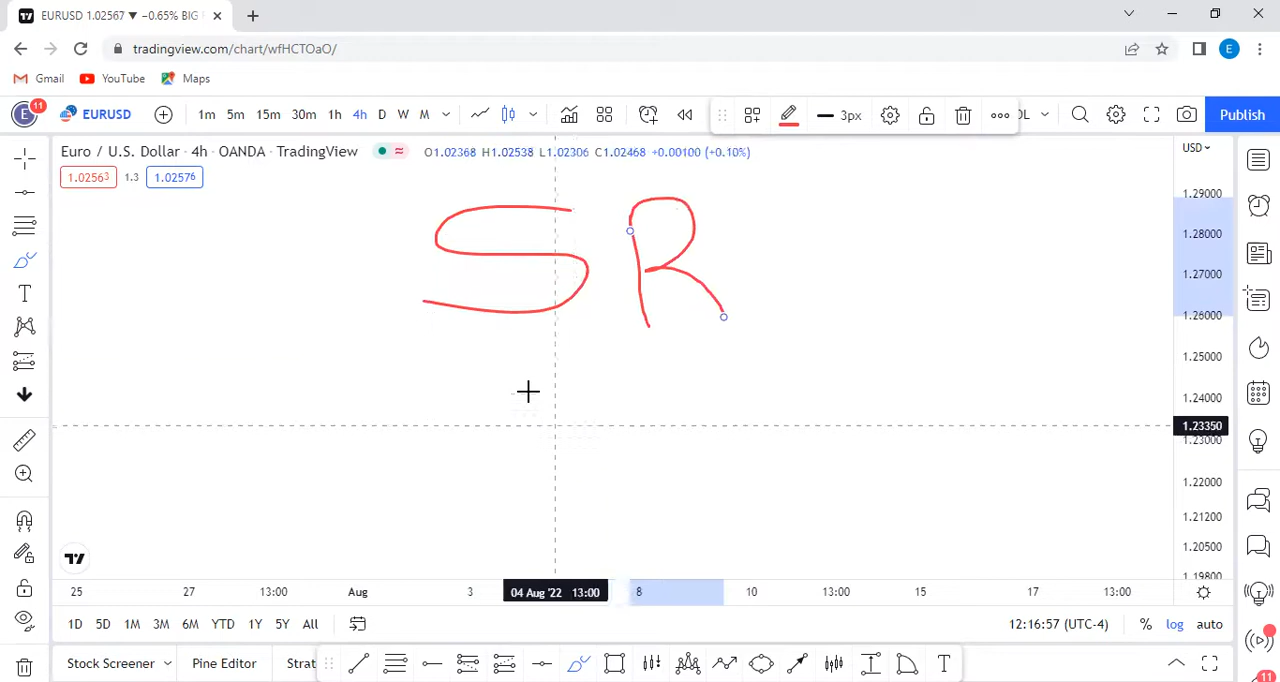 EURUSD 1.02567 ▼ −0.65% BIG
tradingview.com/chart/wfHCTOaO/
E
Gmail YouTube Maps
E 11 EURUSD 1m 5m 15m 30m 1h 4h D W M 3px OL Publish
Euro / U.S. Dollar · 4h · OANDA · TradingView ≈ O1.02368 H1.02538 L1.02306 C1.02468 +0.00100 (+0.10%) USD
1.02563 1.3 1.02576
S R
1.29000
1.28000
1.27000
1.26000
1.25000
1.24000
1.23350
1.23000
1.22000
1.21200
1.20500
1.19800
25 27 13:00 Aug 3 04 Aug '22 13:00 8 10 13:00 15 17 13:00
1D 5D 1M 3M 6M YTD 1Y 5Y All 12:16:57 (UTC-4) % log auto
Stock Screener Pine Editor Strat T 11